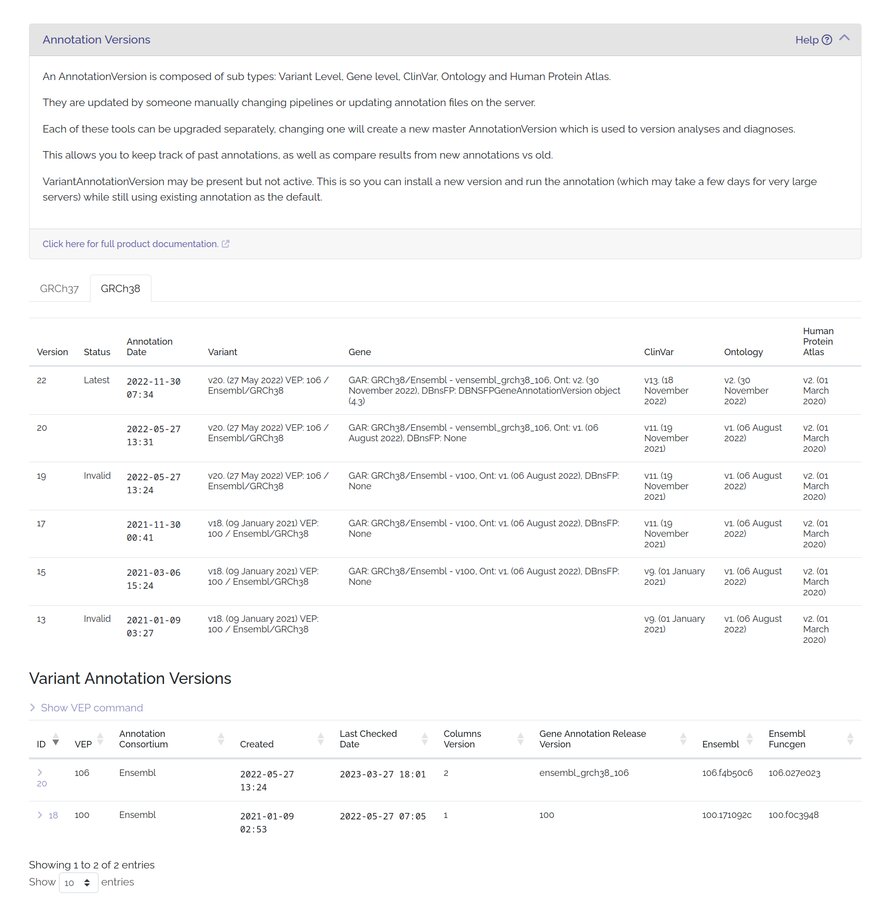 Annotation Versions
Help
An AnnotationVersion is composed of sub types: Variant Level, Gene level, ClinVar, Ontology and Human Protein Atlas.
They are updated by someone manually changing pipelines or updating annotation files on the server.
Each of these tools can be upgraded separately, changing one will create a new master AnnotationVersion which is used to version analyses and diagnoses.
This allows you to keep track of past annotations, as well as compare results from new annotations vs old.
VariantAnnotationVersion may be present but not active. This is so you can install a new version and run the annotation (which may take a few days for very large
servers) while still using existing annotation as the default.
Click here for full product documentation.
GRCh37 GRCh38
Version Status Annotation Date Variant Gene ClinVar Ontology Human Protein Atlas
22 Latest 2022-11-30 07:34 v20. (27 May 2022) VEP: 106 / Ensembl/GRCh38 GAR: GRCh38/Ensembl - vensembl_grch38_106, Ont: v2. (30 November 2022), DBnsFP: DBNSFPGeneAnnotationVersion object (4.3) v13. (18 November 2022) v2. (30 November 2022) v2. (01 March 2020)
20 2022-05-27 13:31 v20. (27 May 2022) VEP: 106 / Ensembl/GRCh38 GAR: GRCh38/Ensembl - vensembl_grch38_106, Ont: v1. (06 August 2022), DBnsFP: None v11. (19 November 2021) v1. (06 August 2022) v2. (01 March 2020)
19 Invalid 2022-05-27 13:24 v20. (27 May 2022) VEP: 106 / Ensembl/GRCh38 GAR: GRCh38/Ensembl - v100, Ont: v1. (06 August 2022), DBnsFP: None v11. (19 November 2021) v1. (06 August 2022) v2. (01 March 2020)
17 2021-11-30 00:41 v18. (09 January 2021) VEP: 100 / Ensembl/GRCh38 GAR: GRCh38/Ensembl - v100, Ont: v1. (06 August 2022), DBnsFP: None v11. (19 November 2021) v1. (06 August 2022) v2. (01 March 2020)
15 2021-03-06 15:24 v18. (09 January 2021) VEP: 100 / Ensembl/GRCh38 GAR: GRCh38/Ensembl - v100, Ont: v1. (06 August 2022), DBnsFP: None v9. (01 January 2021) v1. (06 August 2022) v2. (01 March 2020)
13 Invalid 2021-01-09 03:27 v18. (09 January 2021) VEP: 100 / Ensembl/GRCh38 v9. (01 January 2021) v1. (06 August 2022) v2. (01 March 2020)
Variant Annotation Versions
Show VEP command
ID VEP Annotation Consortium Created Last Checked Date Columns Version Gene Annotation Release Version Ensembl Ensembl Funcgen
20 106 Ensembl 2022-05-27 13:24 2023-03-27 18:01 2 ensembl_grch38_106 106.f4b50c6 106.027e023
18 100 Ensembl 2021-01-09 02:53 2022-05-27 07:05 1 100 100.171092c 100.f0c3948
Showing 1 to 2 of 2 entries
Show 10 entries